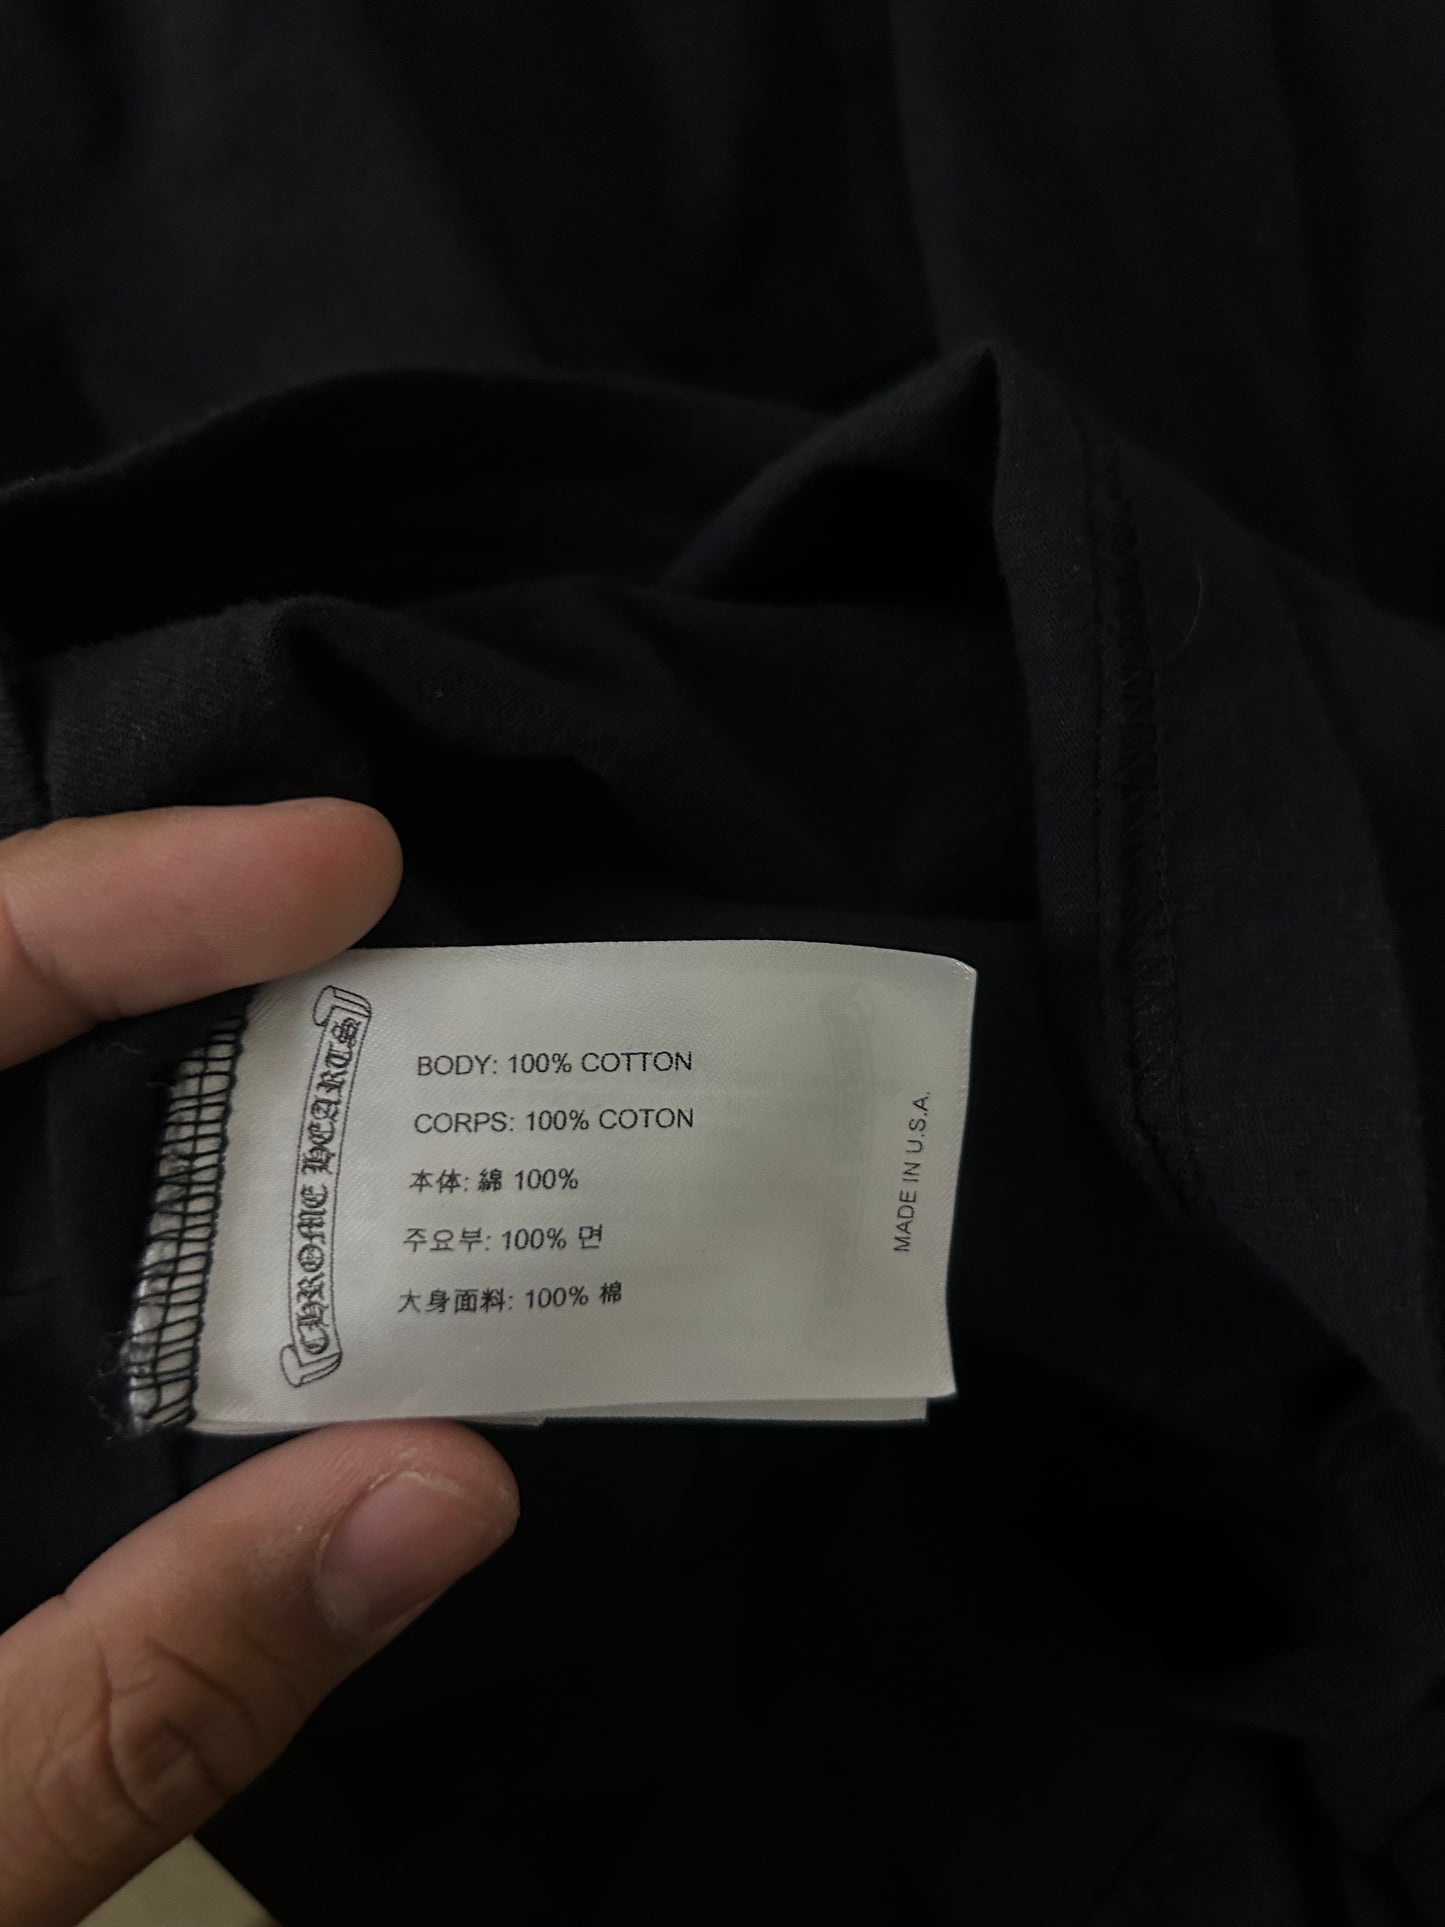 CHROME HEARTS
BODY: 100% COTTON
CORPS: 100% COTON
本体: 綿 100%
주요부: 100% 면
大身面料: 100% 棉
MADE IN U.S.A.